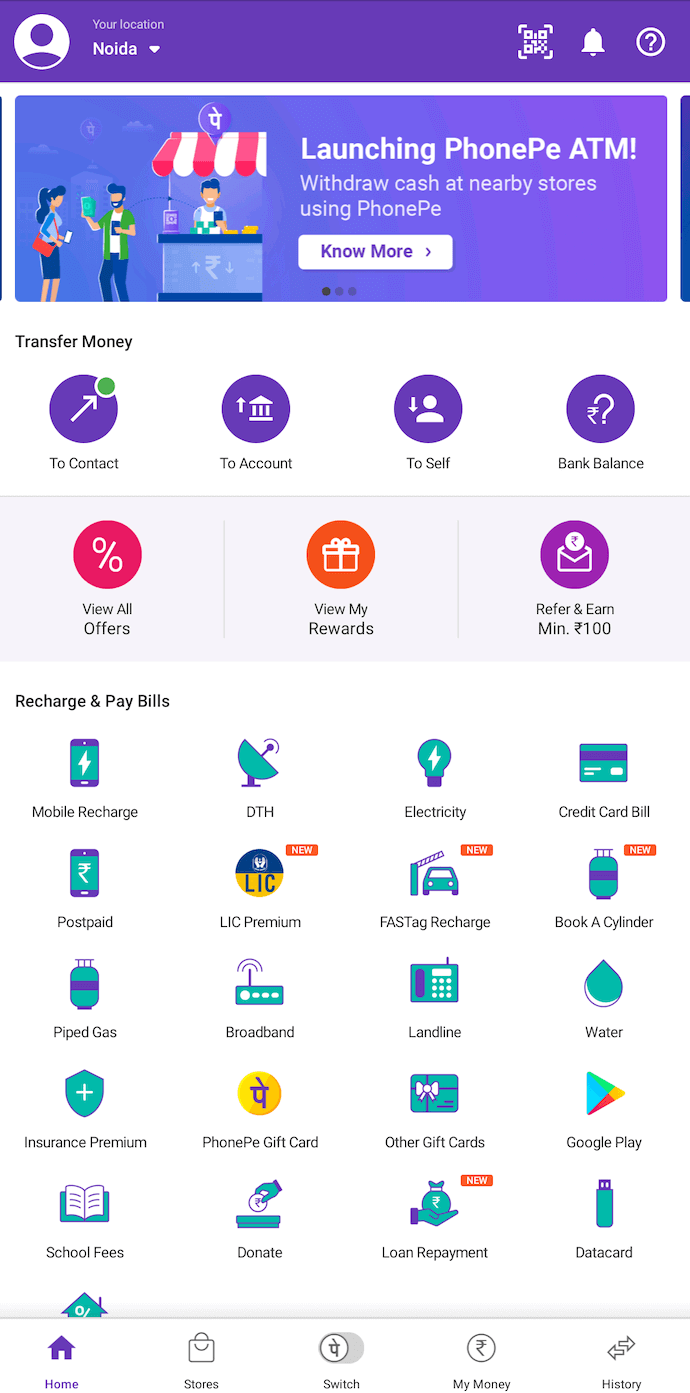 Your location
Noida
पे
पे
Launching PhonePe ATM!
Withdraw cash at nearby stores
using PhonePe
Know More ›
₹
Transfer Money
₹?
To Contact
To Account
To Self
Bank Balance
%
₹
View All
Offers
View My
Rewards
Refer & Earn
Min. ₹100
Recharge & Pay Bills
Mobile Recharge
DTH
Electricity
Credit Card Bill
₹
LIC
NEW
NEW
NEW
Postpaid
LIC Premium
FASTag Recharge
Book A Cylinder
Piped Gas
Broadband
Landline
Water
पे
Insurance Premium
PhonePe Gift Card
Other Gift Cards
Google Play
₹
₹
NEW
School Fees
Donate
Loan Repayment
Datacard
%
पे
₹
Home
Stores
Switch
My Money
History